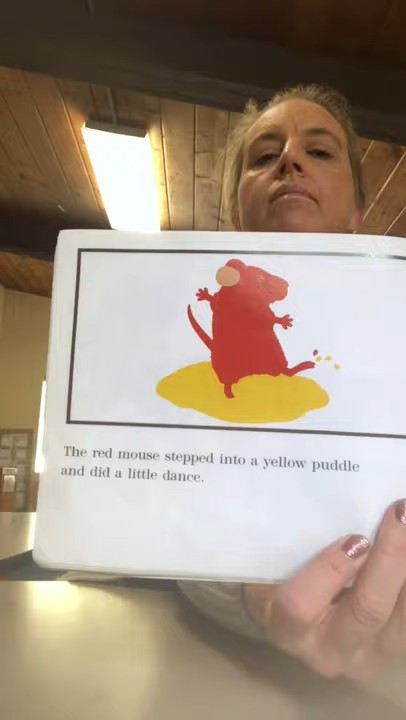 The red mouse stepped into a yellow puddle
and did a little dance.